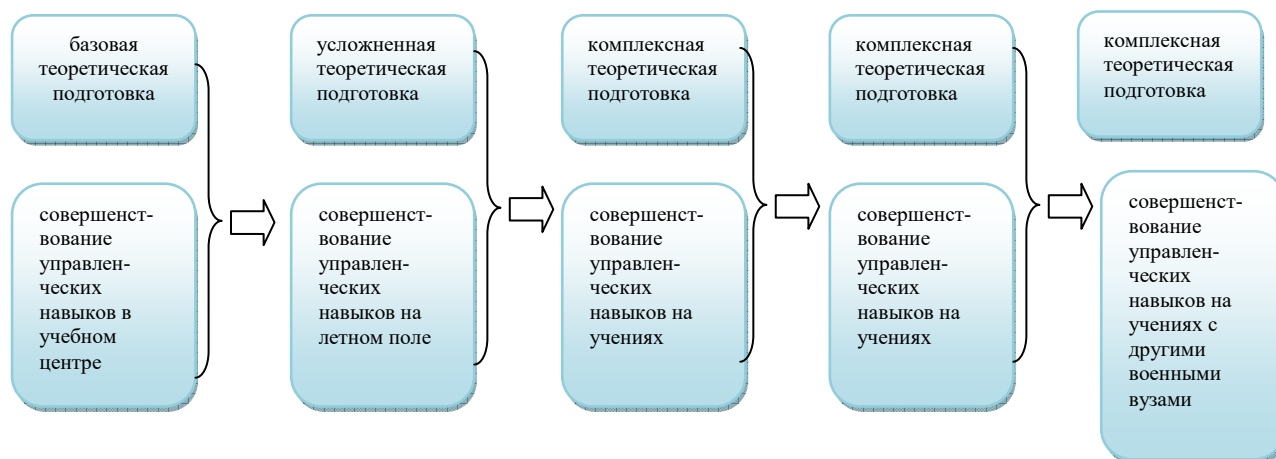 базовая
теоретическая
подготовка
усложненная
теоретическая
подготовка
комплексная
теоретическая
подготовка
комплексная
теоретическая
подготовка
комплексная
теоретическая
подготовка
совершенст-
вование
управлен-
ческих
навыков в
учебном
центре
совершенст-
вование
управлен-
ческих
навыков на
летном поле
совершенст-
вование
управлен-
ческих
навыков на
учениях
совершенст-
вование
управлен-
ческих
навыков на
учениях
совершенст-
вование
управлен-
ческих
навыков на
учениях с
другими
военными
вузами